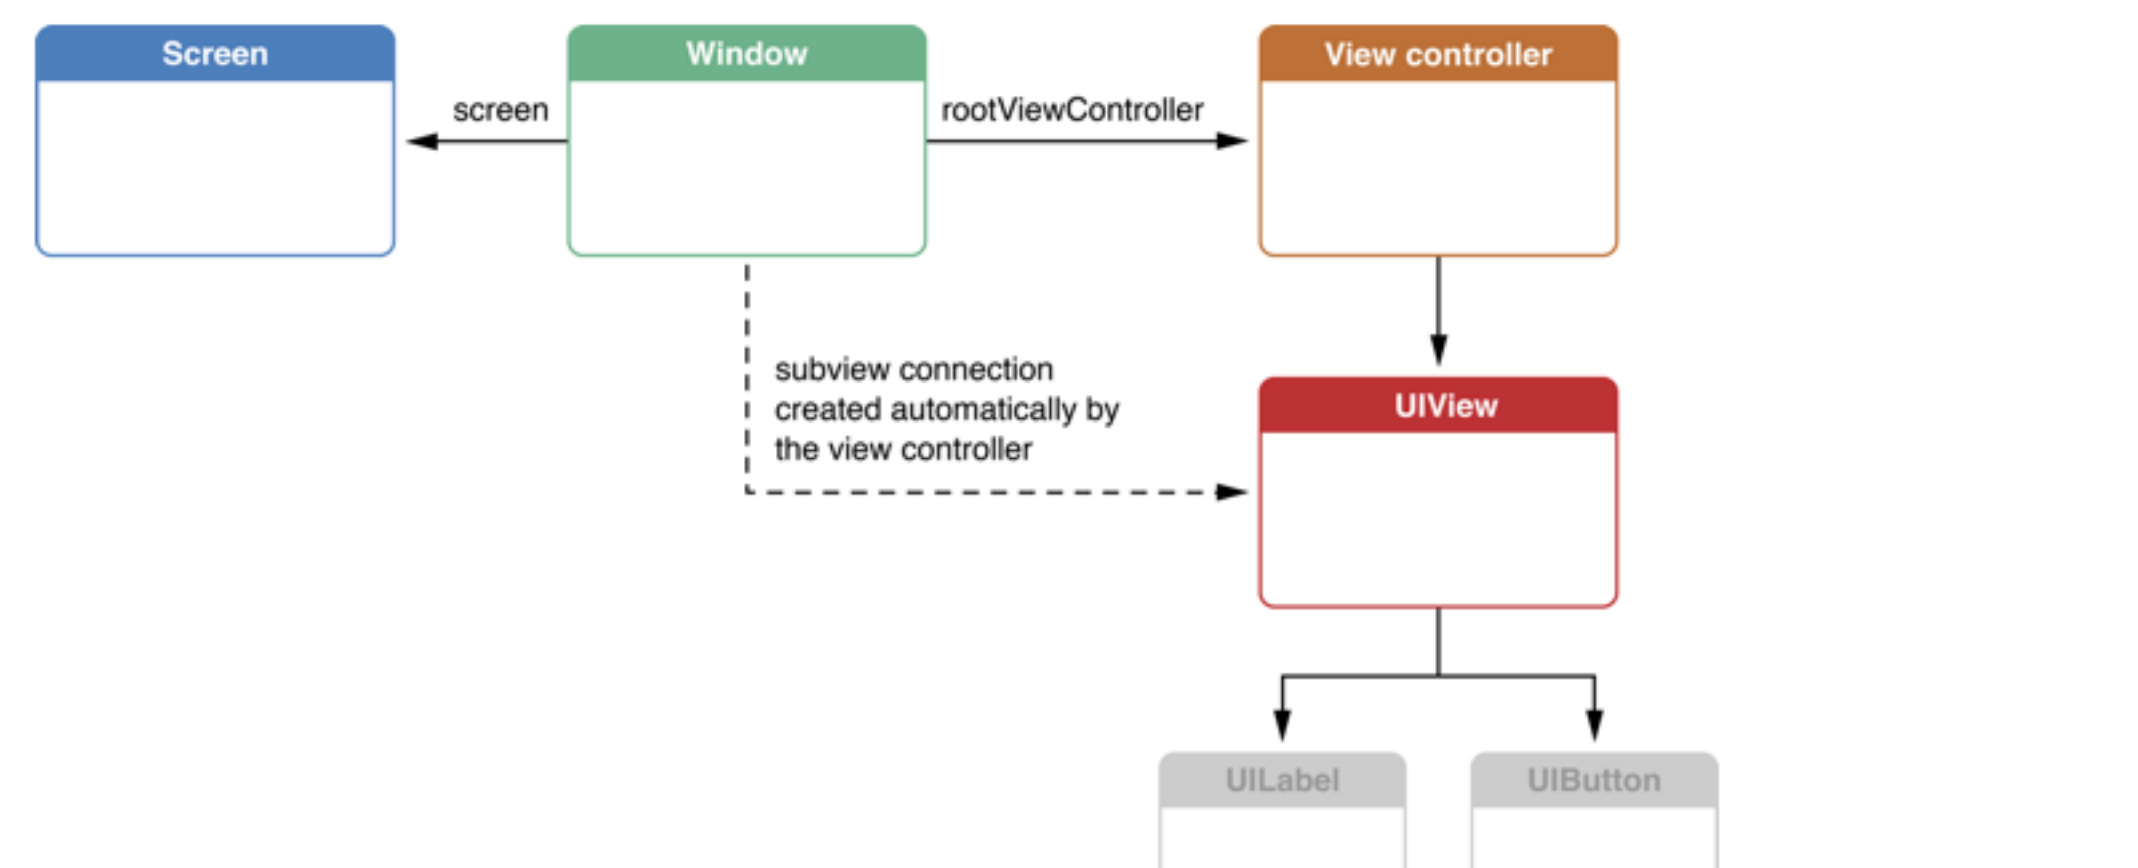 Screen
Window
View controller
screen
rootViewController
subview connection
created automatically by
the view controller
UIView
UILabel
UIButton